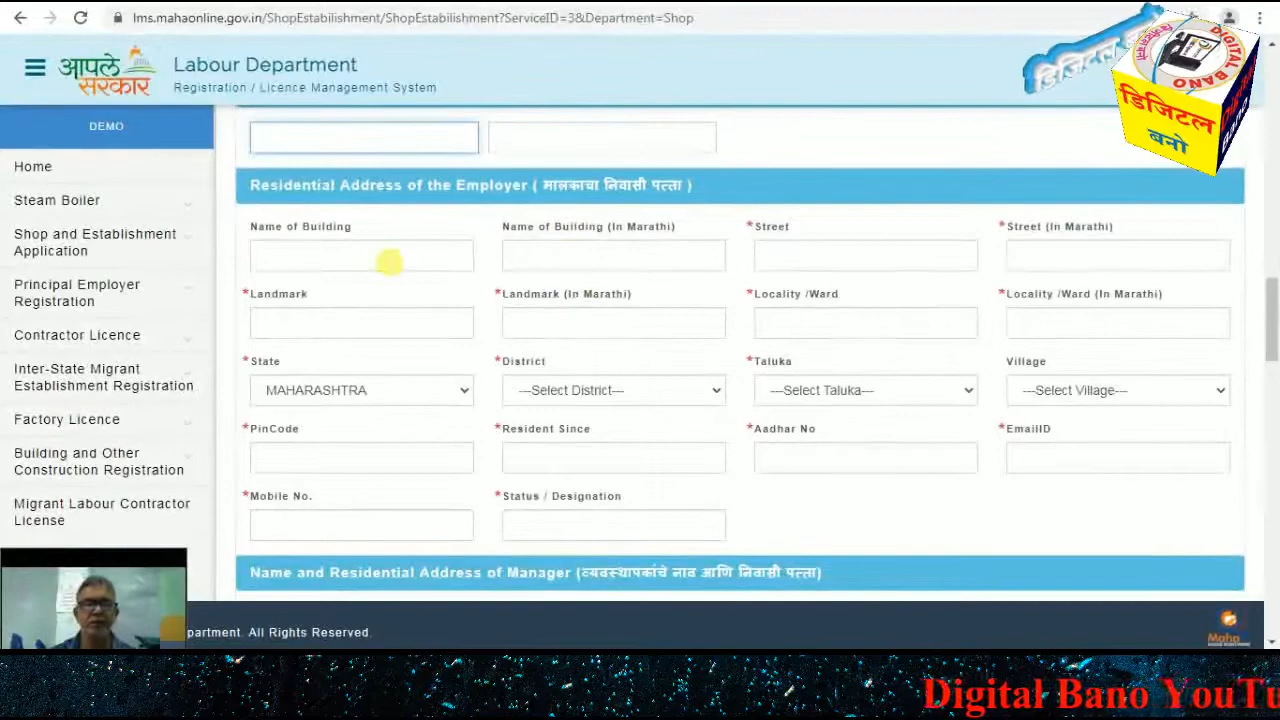 lms.mahaonline.gov.in/ShopEstabilishment/ShopEstabilishment?ServiceID=3&Department=Shop
आपले
सरकार
Labour Department
Registration / Licence Management System
डिजिटल
DIGITAL
BANO
डिजिटल
बनो
DEMO
Home
Steam Boiler
Shop and Establishment
Application
Principal Employer
Registration
Contractor Licence
Inter-State Migrant
Establishment Registration
Factory Licence
Building and Other
Construction Registration
Migrant Labour Contractor
License
Residential Address of the Employer ( मालकाचा निवासी पत्ता )
Name of Building
Name of Building (In Marathi)
*Street
*Street (In Marathi)
*Landmark
*Landmark (In Marathi)
*Locality /Ward
*Locality /Ward (In Marathi)
*State
*District
*Taluka
Village
MAHARASHTRA
---Select District---
---Select Taluka---
---Select Village---
*PinCode
*Resident Since
*Aadhar No
*EmailID
*Mobile No.
*Status / Designation
Name and Residential Address of Manager (व्यवस्थापकांचे नाव आणि निवासी पत्ता)
partment. All Rights Reserved.
Maha
Digital Bano YouTu